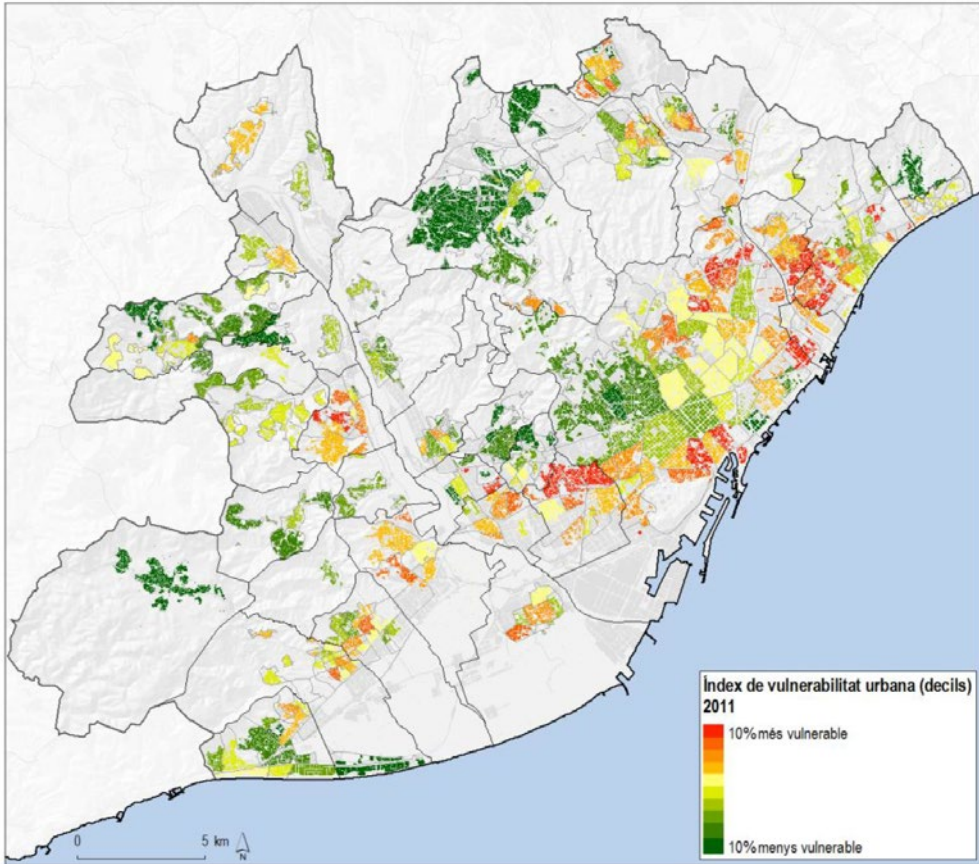 Índex de vulnerabilitat urbana (decils)
2011
10% més vulnerable
10% menys vulnerable
0 5 km
N